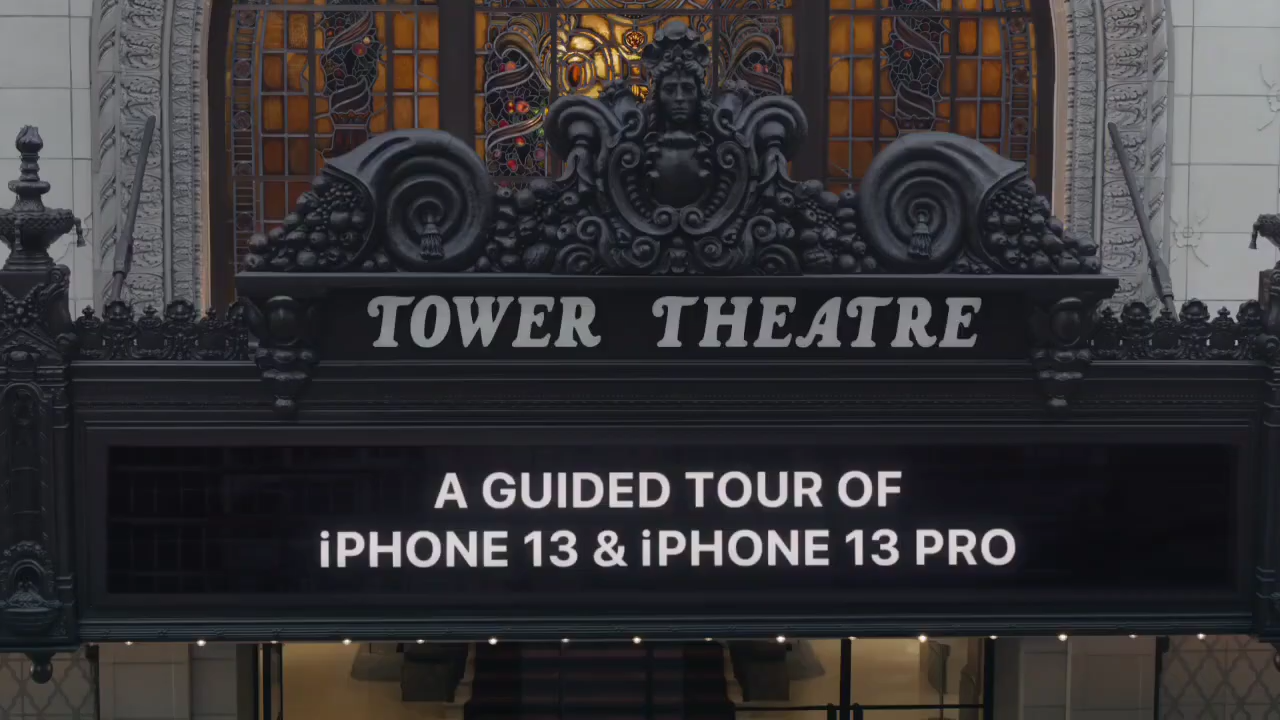 TOWER THEATRE
A GUIDED TOUR OF
iPHONE 13 & iPHONE 13 PRO